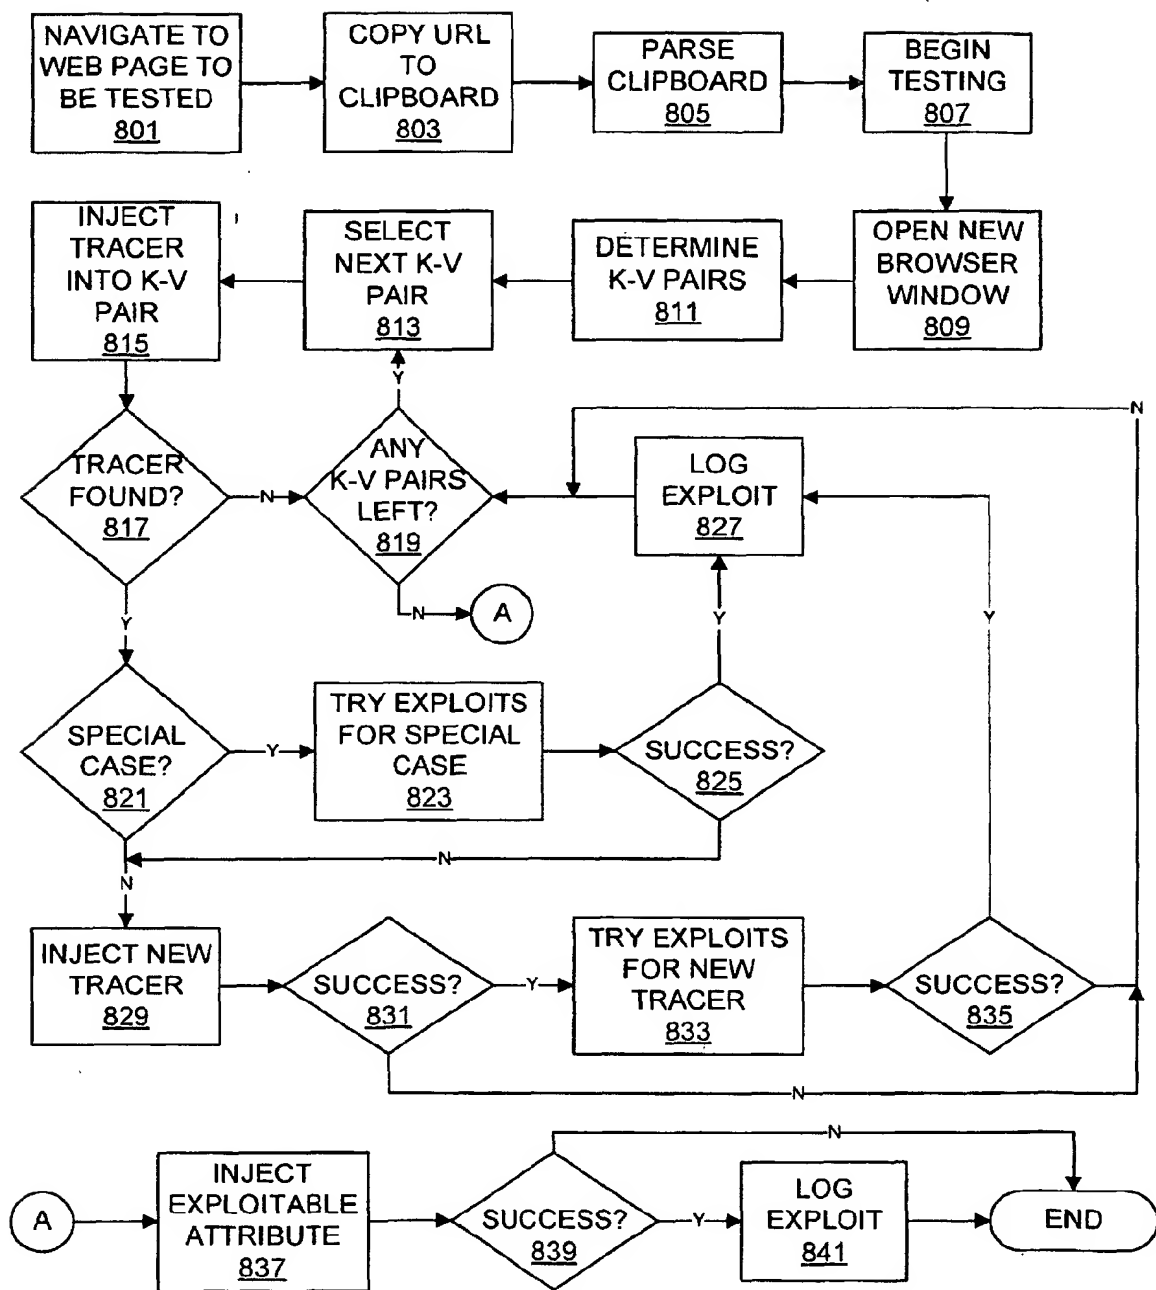 NAVIGATE TO
WEB PAGE TO
BE TESTED
801
COPY URL
TO
CLIPBOARD
803
PARSE
CLIPBOARD
805
BEGIN
TESTING
807
INJECT
TRACER
INTO K-V
PAIR
815
SELECT
NEXT K-V
PAIR
813
DETERMINE
K-V PAIRS
811
OPEN NEW
BROWSER
WINDOW
809
Y
N
TRACER
FOUND?
817
N
ANY
K-V PAIRS
LEFT?
819
LOG
EXPLOIT
827
N
A
Y
Y
Y
SPECIAL
CASE?
821
Y
TRY EXPLOITS
FOR SPECIAL
CASE
823
SUCCESS?
825
N
N
INJECT NEW
TRACER
829
SUCCESS?
831
Y
TRY EXPLOITS
FOR NEW
TRACER
833
SUCCESS?
835
N
N
A
INJECT
EXPLOITABLE
ATTRIBUTE
837
SUCCESS?
839
Y
LOG
EXPLOIT
841
END